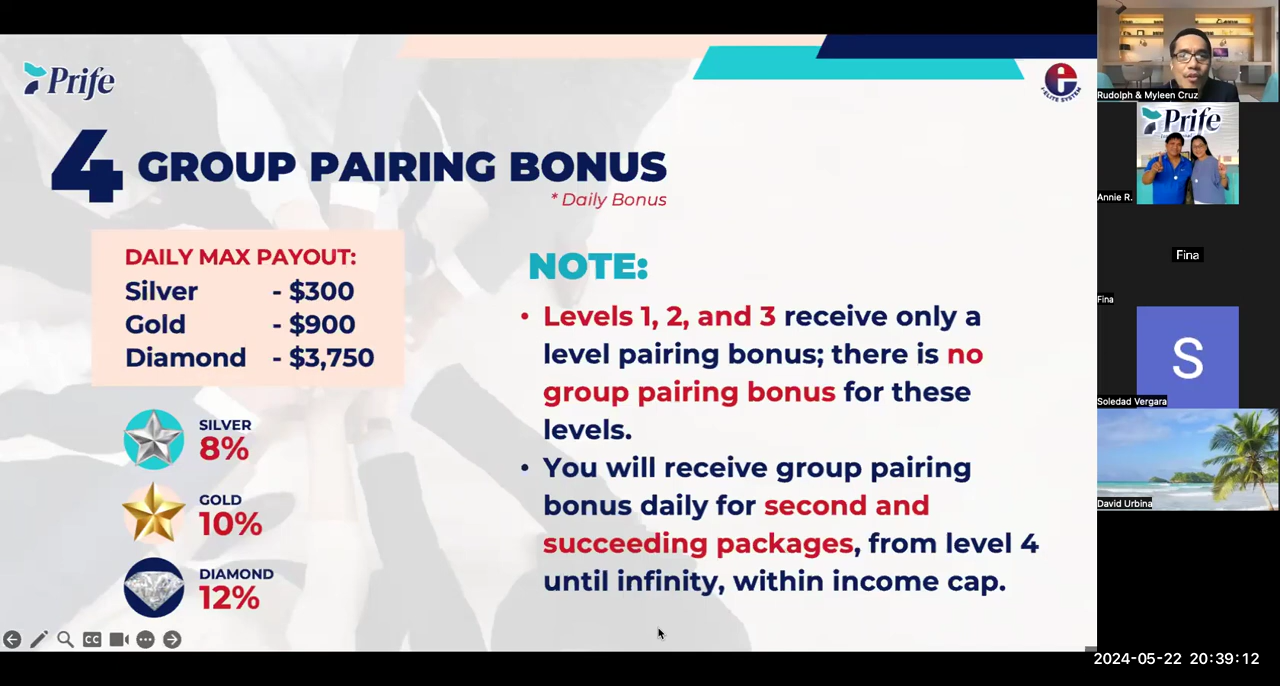 Prife
e
i-ELITE SYSTEM
4 GROUP PAIRING BONUS
* Daily Bonus
DAILY MAX PAYOUT:
Silver - $300
Gold - $900
Diamond - $3,750
SILVER
8%
GOLD
10%
DIAMOND
12%
NOTE:
• Levels 1, 2, and 3 receive only a
level pairing bonus; there is no
group pairing bonus for these
levels.
• You will receive group pairing
bonus daily for second and
succeeding packages, from level 4
until infinity, within income cap.
CC
Rudolph & Myleen Cruz
Prife
Annie R.
Fina
Fina
S
Soledad Vergara
David Urbina
2024-05-22 20:39:12